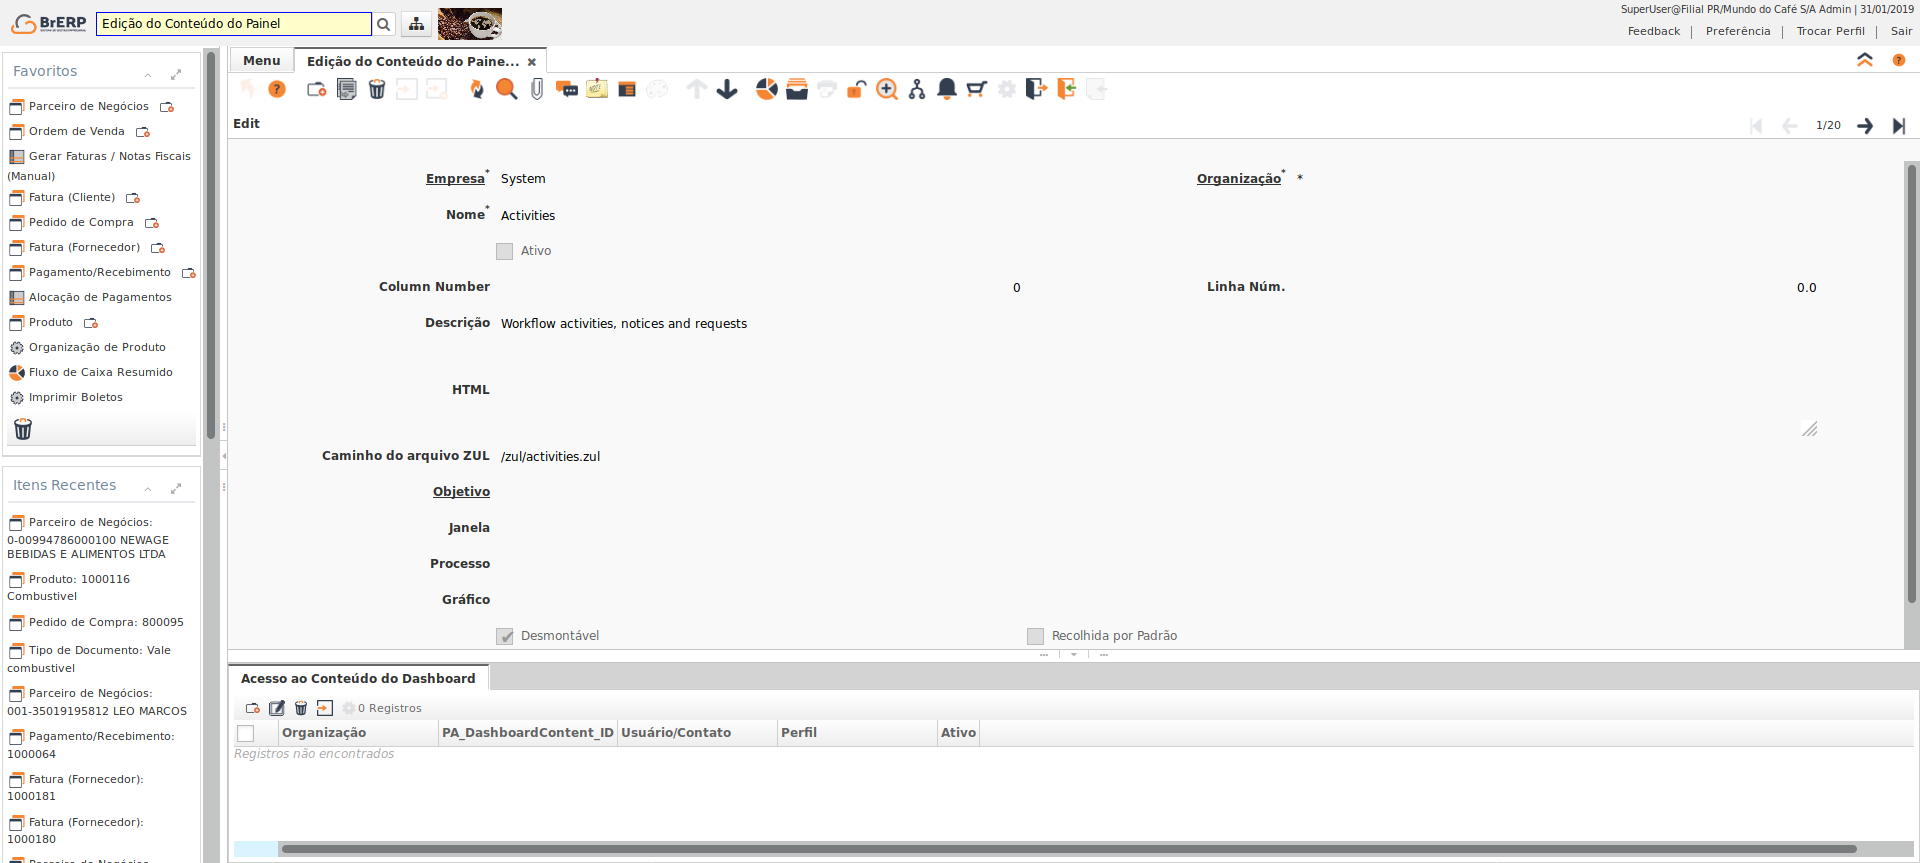 SuperUser@Filial PR/Mundo do Café S/A Admin | 31/01/2019
BrERP
Edição do Conteúdo do Painel
Feedback | Preferência | Trocar Perfil | Sair
Favoritos
Parceiro de Negócios
Ordem de Venda
Gerar Faturas / Notas Fiscais
(Manual)
Fatura (Cliente)
Pedido de Compra
Fatura (Fornecedor)
Pagamento/Recebimento
Alocação de Pagamentos
Produto
Organização de Produto
Fluxo de Caixa Resumido
Imprimir Boletos
Itens Recentes
Parceiro de Negócios:
0-00994786000100 NEWAGE
BEBIDAS E ALIMENTOS LTDA
Produto: 1000116
Combustivel
Pedido de Compra: 800095
Tipo de Documento: Vale
combustivel
Parceiro de Negócios:
001-35019195812 LEO MARCOS
Pagamento/Recebimento:
1000064
Fatura (Fornecedor):
1000181
Fatura (Fornecedor):
1000180
Parceiro de Negócios
Menu
Edição do Conteúdo do Paine...
Edit
1/20
Empresa* System
Organização* *
Nome* Activities
Ativo
Column Number 0
Linha Núm. 0.0
Descrição Workflow activities, notices and requests
HTML
Caminho do arquivo ZUL /zul/activities.zul
Objetivo
Janela
Processo
Gráfico
Desmontável
Recolhida por Padrão
Acesso ao Conteúdo do Dashboard
0 Registros
Organização PA_DashboardContent_ID Usuário/Contato Perfil Ativo
Registros não encontrados